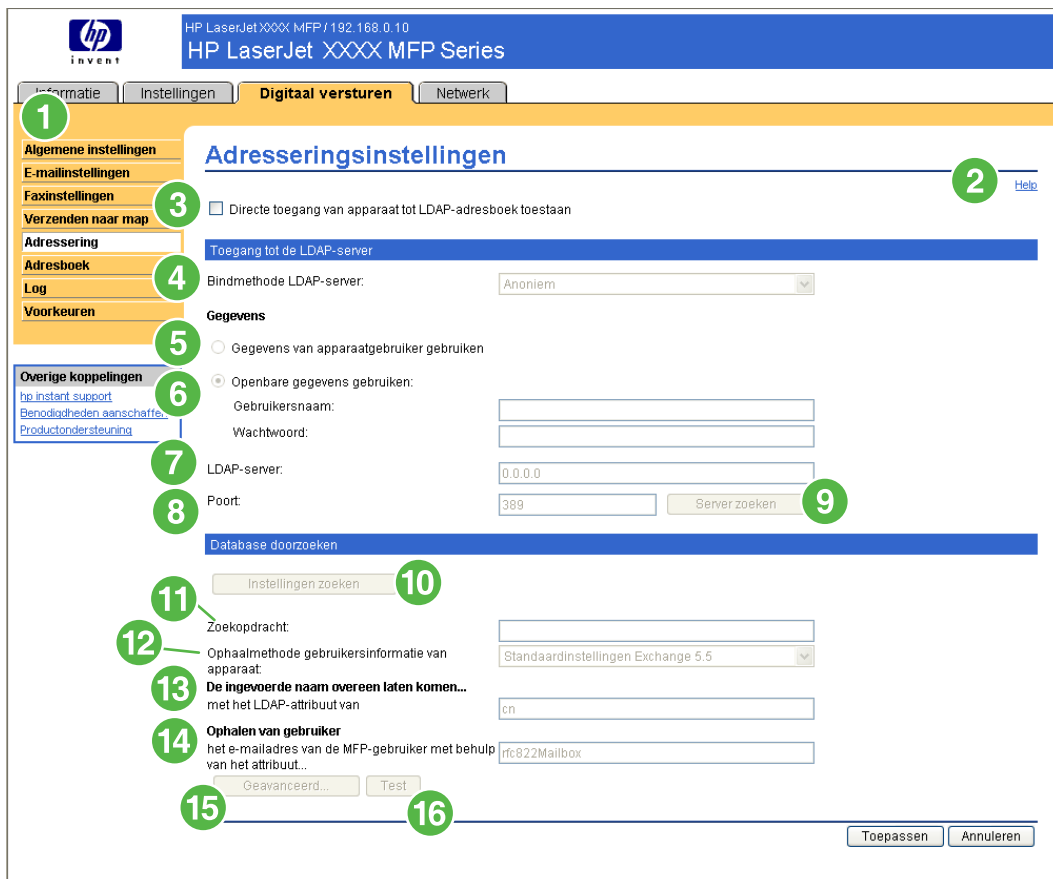 hp
invent
HP LaserJet XXXX MFP / 192.168.0.10
HP LaserJet XXXX MFP Series
Informatie
Instellingen
Digitaal versturen
Netwerk
1
Algemene instellingen
E-mailinstellingen
Faxinstellingen
Verzenden naar map
Adressering
Adresboek
Log
Voorkeuren
Overige koppelingen
hp instant support
Benodigdheden aanschaffen
Productondersteuning
Adresseringsinstellingen
2
Help
3
Directe toegang van apparaat tot LDAP-adresboek toestaan
Toegang tot de LDAP-server
4
Bindmethode LDAP-server:
Anoniem
Gegevens
5
Gegevens van apparaatgebruiker gebruiken
6
Openbare gegevens gebruiken:
Gebruikersnaam:
Wachtwoord:
7
LDAP-server:
0.0.0.0
8
Poort:
389
Server zoeken
9
Database doorzoeken
Instellingen zoeken
10
11
Zoekopdracht:
12
Ophaalmethode gebruikersinformatie van
apparaat:
Standaardinstellingen Exchange 5.5
13
De ingevoerde naam overeen laten komen...
met het LDAP-attribuut van
cn
14
Ophalen van gebruiker
het e-mailadres van de MFP-gebruiker met behulp
van het attribuut...
rfc822Mailbox
15
Geavanceerd...
Test
16
Toepassen
Annuleren